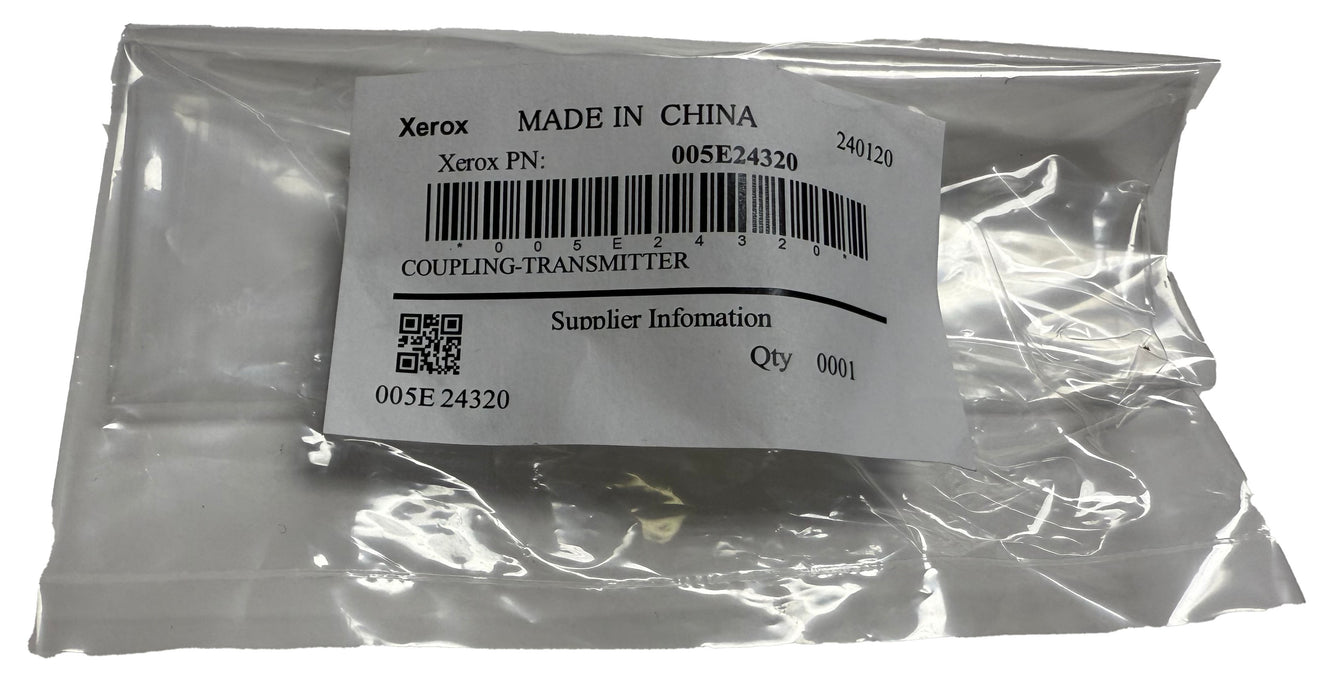 Xerox MADE IN CHINA
240120
Xerox PN: 005E24320
*005E24320*
COUPLING-TRANSMITTER
Supplier Infomation
Qty 0001
005E 24320